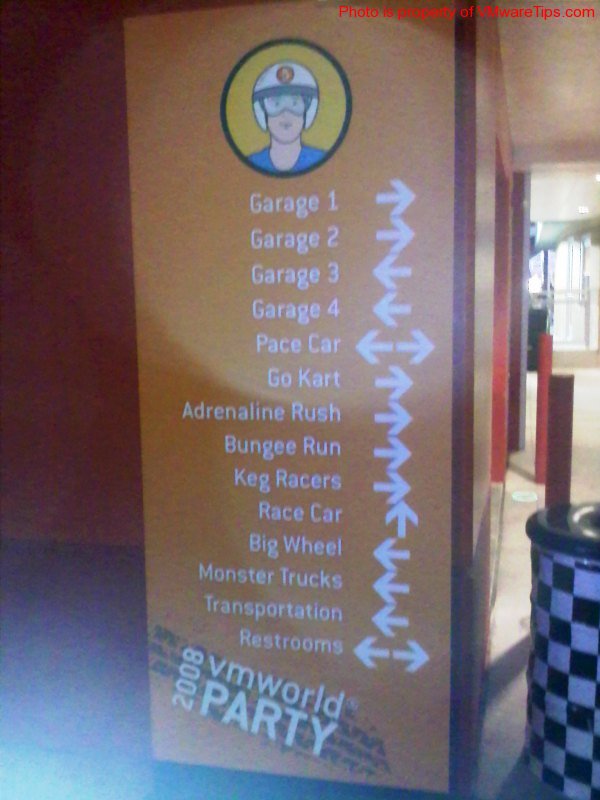 Photo is property of VMwareTips.com
Garage 1
Garage 2
Garage 3
Garage 4
Pace Car
Go Kart
Adrenaline Rush
Bungee Run
Keg Racers
Race Car
Big Wheel
Monster Trucks
Transportation
Restrooms
2008 vmworld®
PARTY